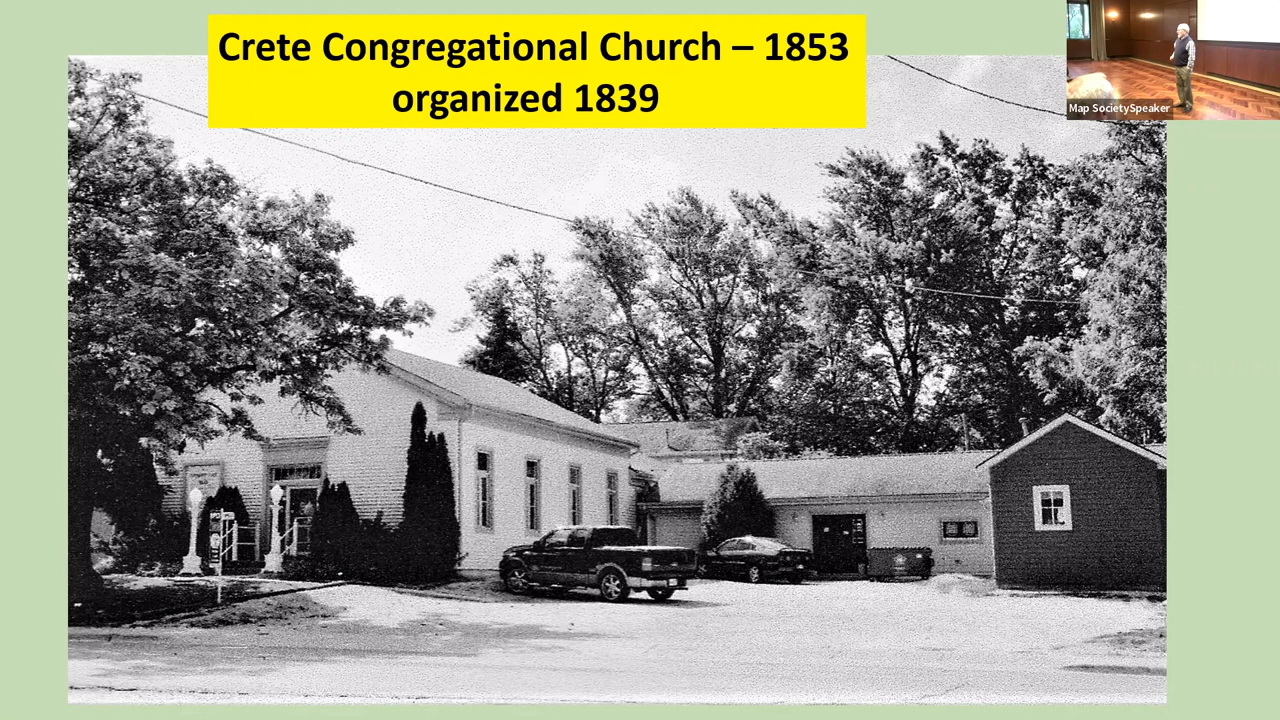 Crete Congregational Church – 1853
organized 1839
Map SocietySpeaker